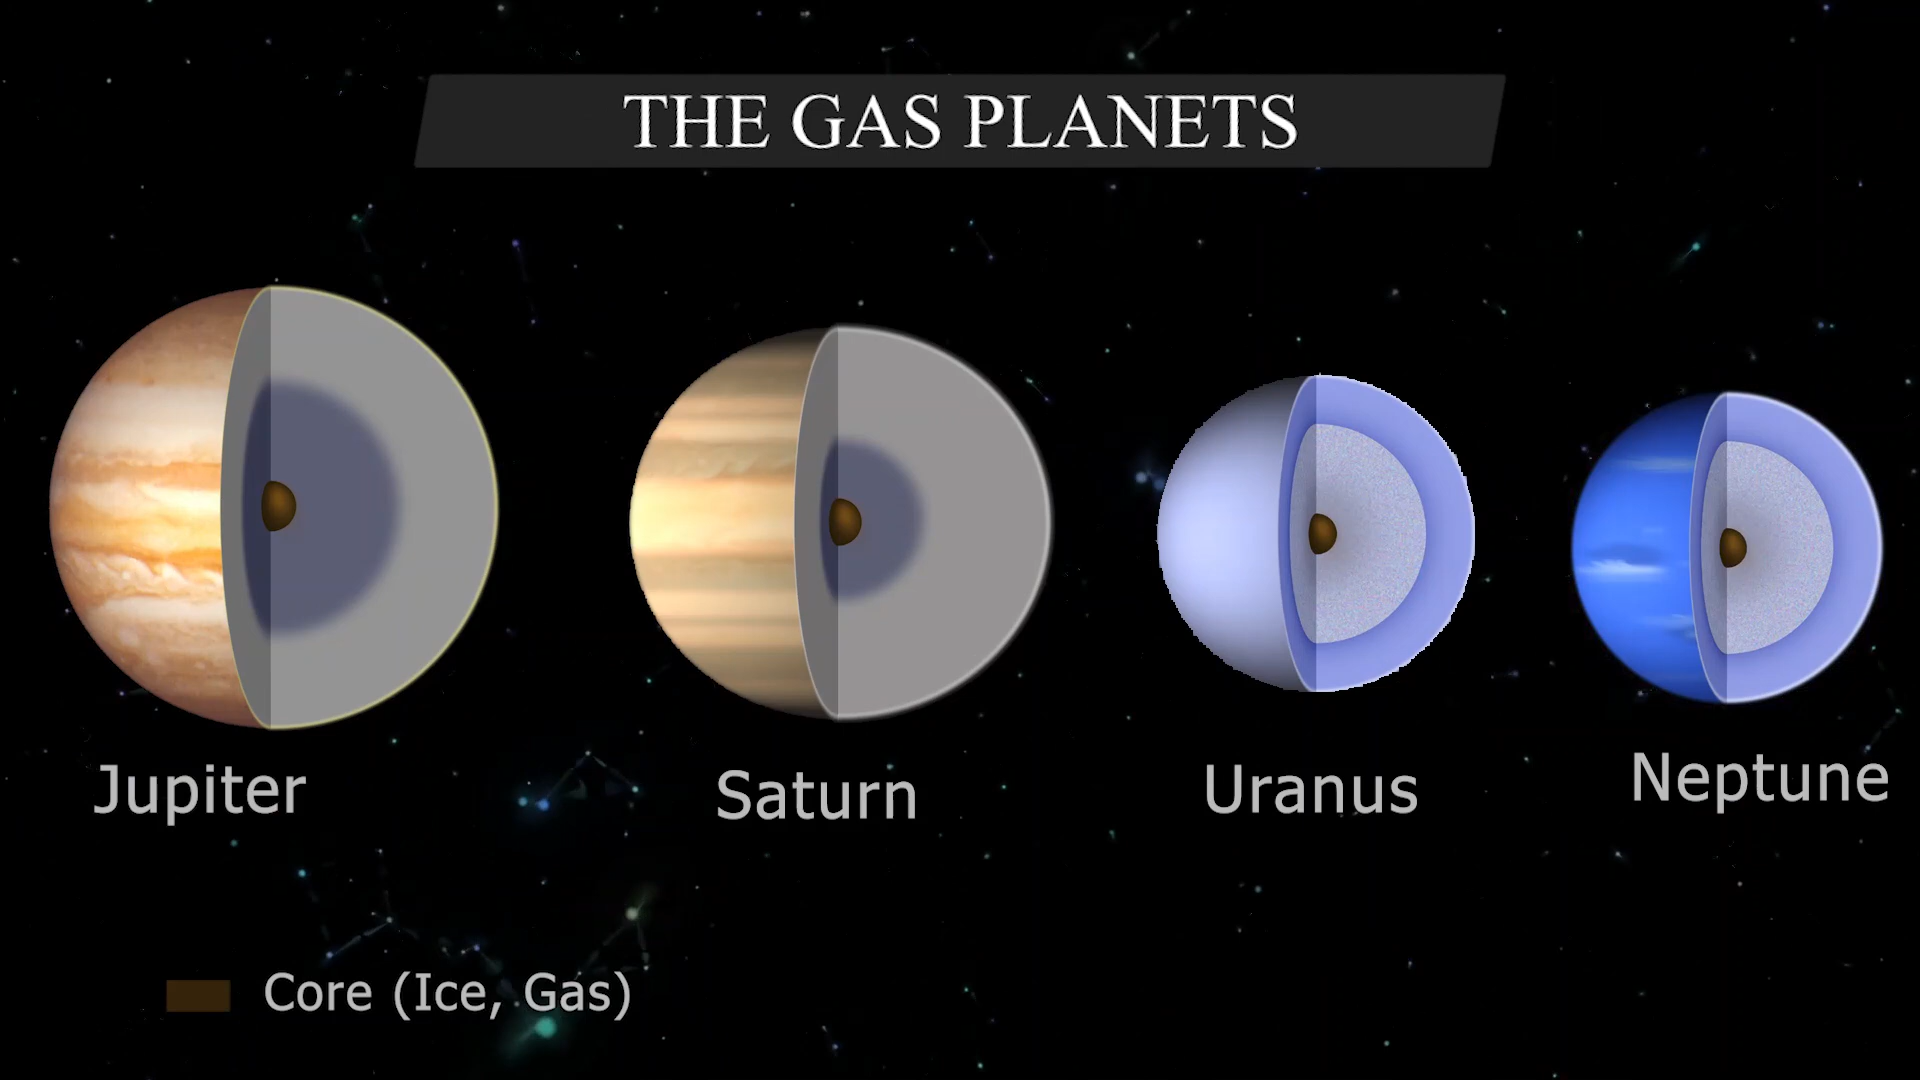 THE GAS PLANETS
Jupiter
Saturn
Uranus
Neptune
Core (Ice, Gas)